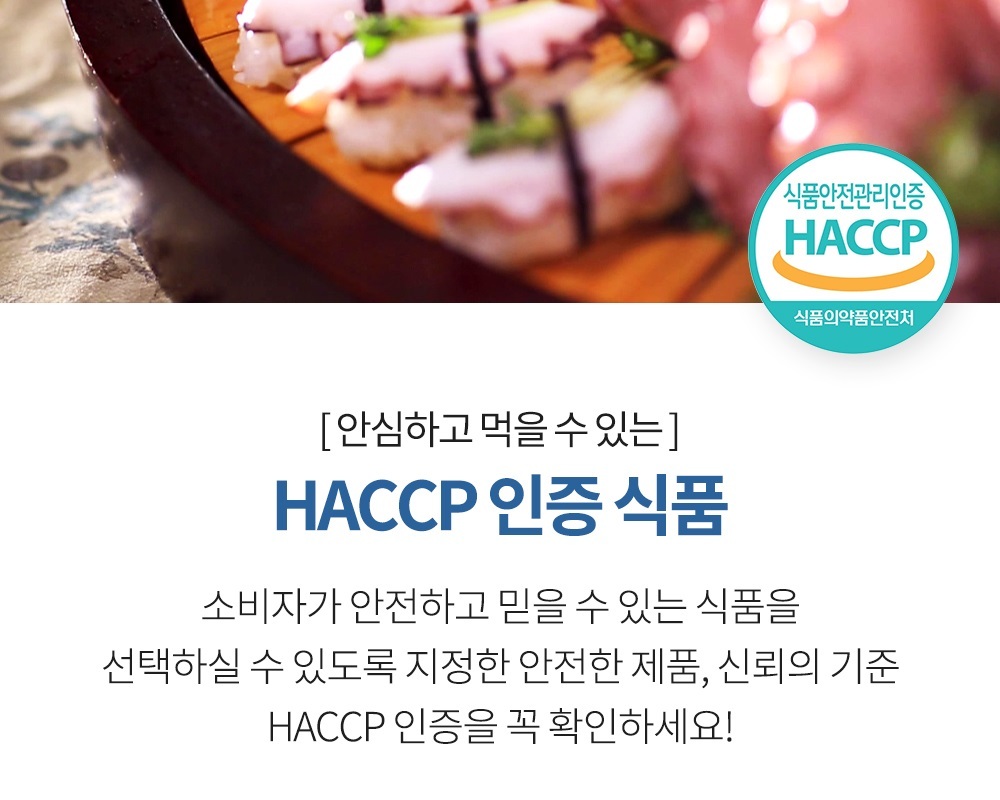 식품안전관리인증
HACCP
식품의약품안전처
[ 안심하고 먹을 수 있는 ]
HACCP 인증 식품
소비자가 안전하고 믿을 수 있는 식품을
선택하실 수 있도록 지정한 안전한 제품, 신뢰의 기준
HACCP 인증을 꼭 확인하세요!